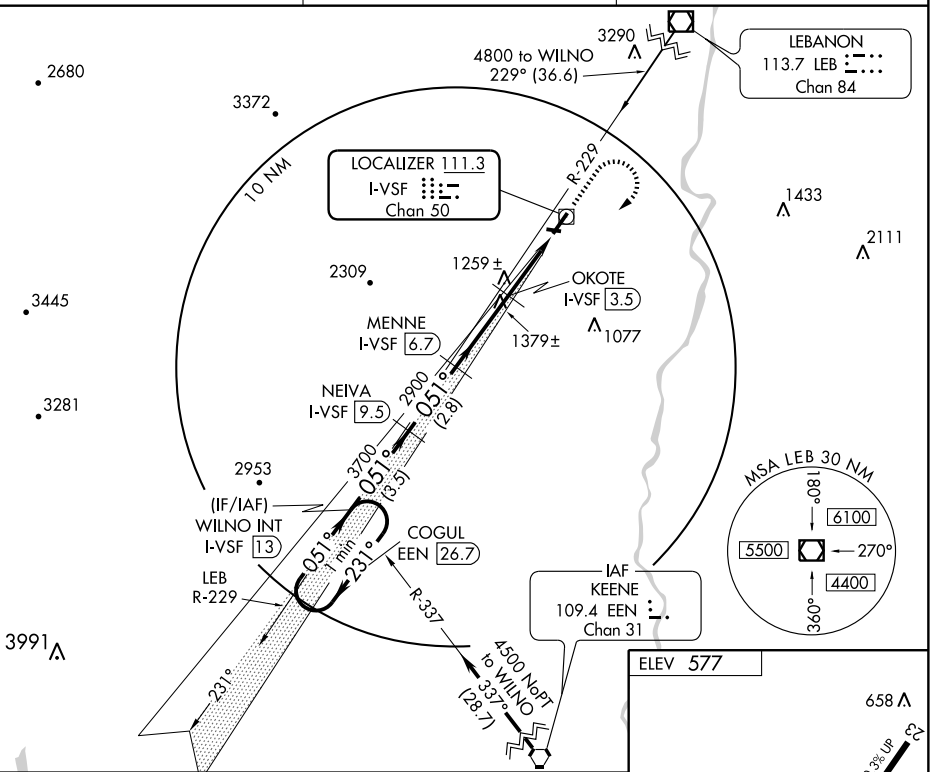 2680
3372
10 NM
3290
4800 to WILNO
229° (36.6)
LEBANON
113.7 LEB
Chan 84
R-229
LOCALIZER 111.3
I-VSF
Chan 50
1433
2111
2309
1259 ±
OKOTE
I-VSF 3.5
1379±
1077
3445
MENNE
I-VSF 6.7
2900
051°
(2.8)
NEIVA
I-VSF 9.5
3281
3700
051°
(3.5)
2953
(IF/IAF)
WILNO INT
I-VSF 13
051°
1 min
231°
COGUL
EEN 26.7
LEB
R-229
R-337
231°
3991
IAF
KEENE
109.4 EEN
Chan 31
4500 NoPT
to WILNO
337°
(28.7)
MSA LEB 30 NM
180°
6100
5500
270°
4400
360°
ELEV 577
658
23
0.3% UP